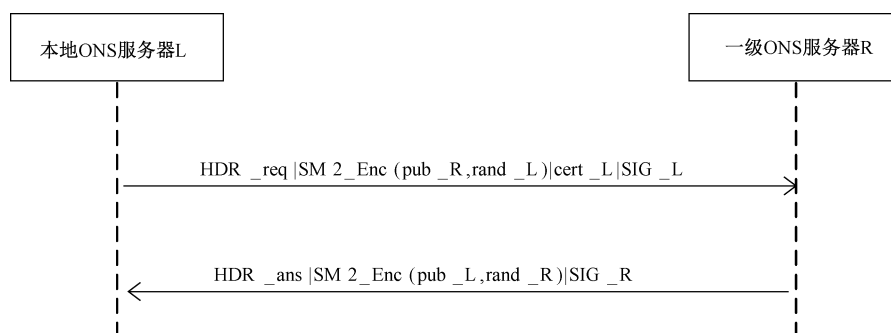 本地ONS服务器L
一级ONS服务器R
HDR _req |SM 2_Enc (pub _R,rand _L)|cert _L|SIG _L
HDR _ans |SM 2_Enc (pub _L,rand _R)|SIG _R